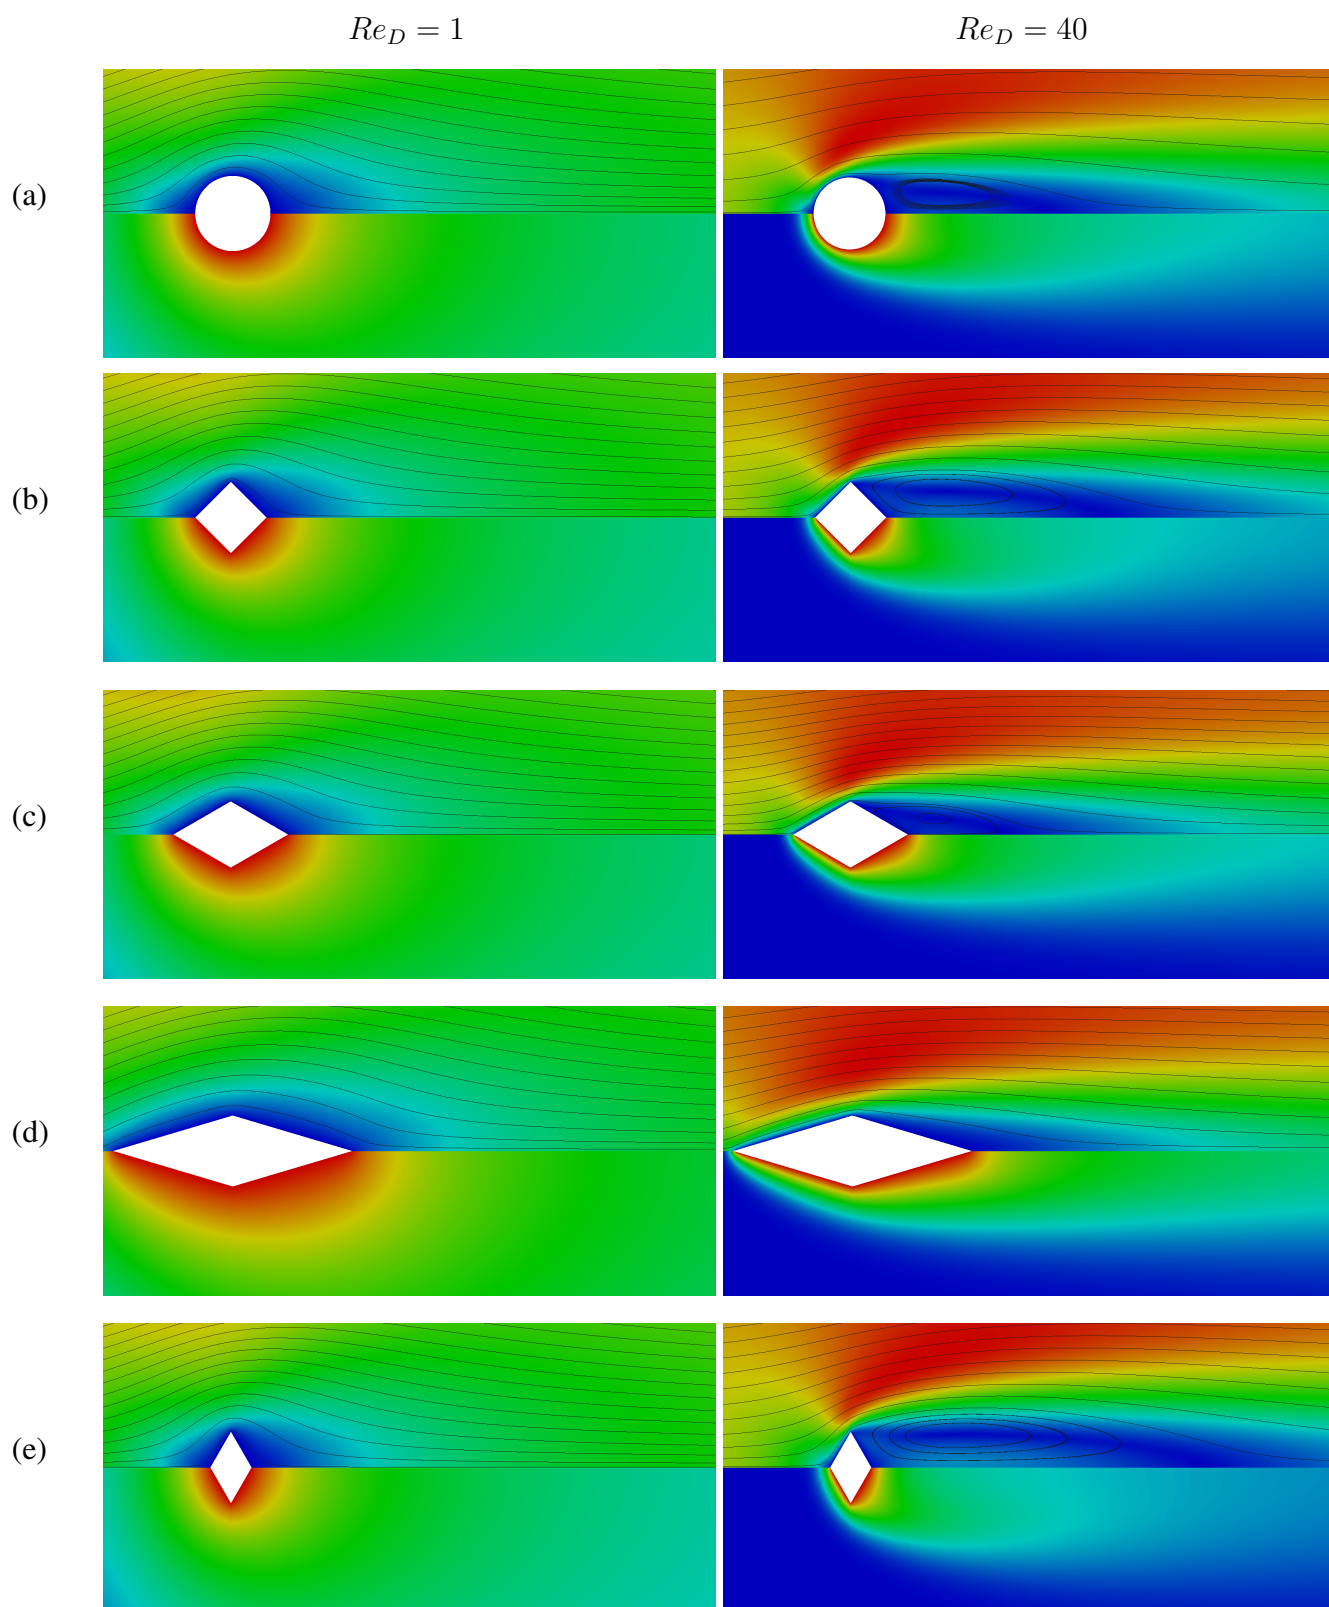 Re_D = 1
Re_D = 40
(a)
(b)
(c)
(d)
(e)